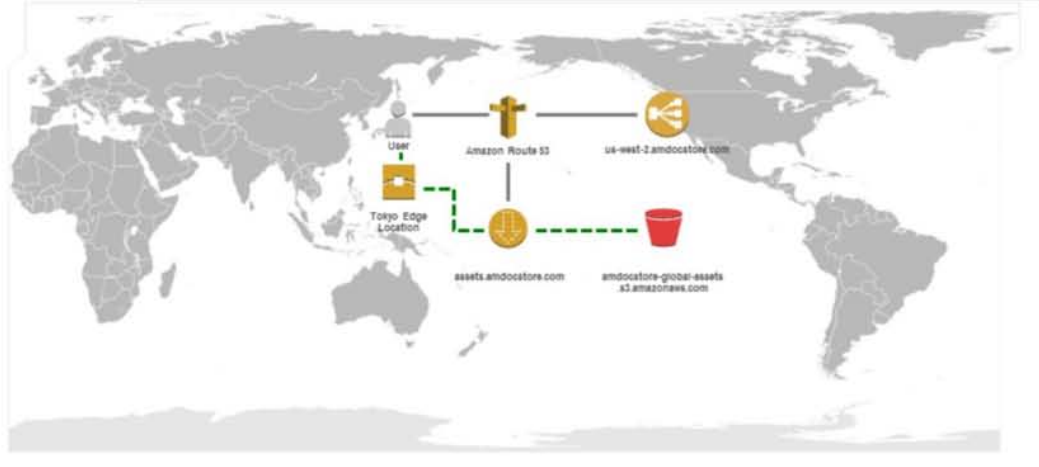 User
Amazon Route 53
us-west-2.amdocstore.com
Tokyo Edge
Location
assets.amdocstore.com
amdocstore-global-assets
.s3.amazonaws.com